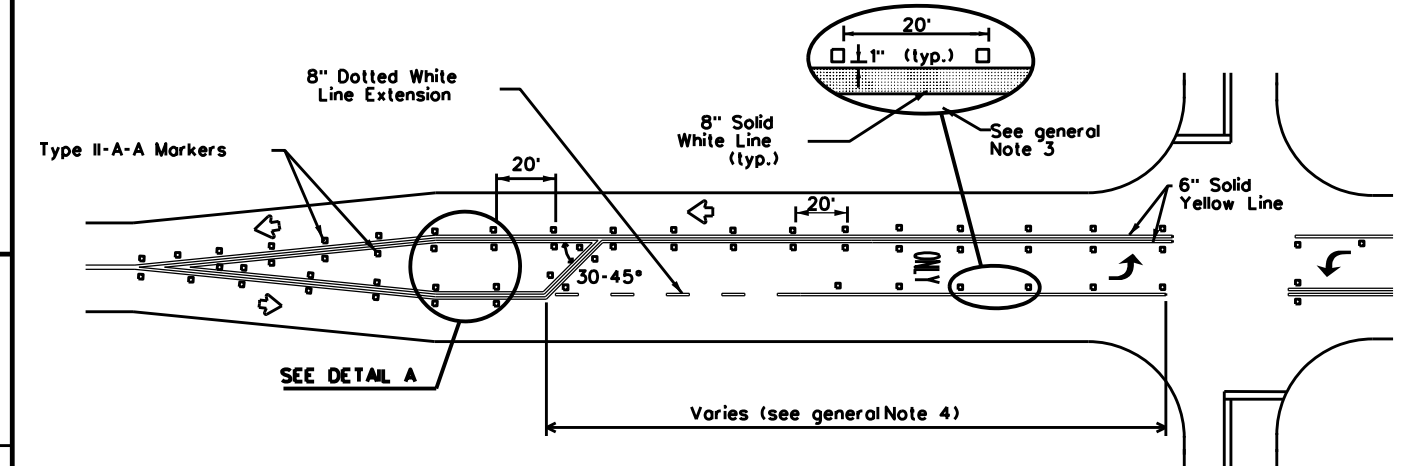 20'
1" (typ.)
8" Dotted White
Line Extension
8" Solid
White Line
(typ.)
See general
Note 3
Type II-A-A Markers
20'
6" Solid
Yellow Line
20'
ONLY
30-45°
SEE DETAIL A
Varies (see general Note 4)